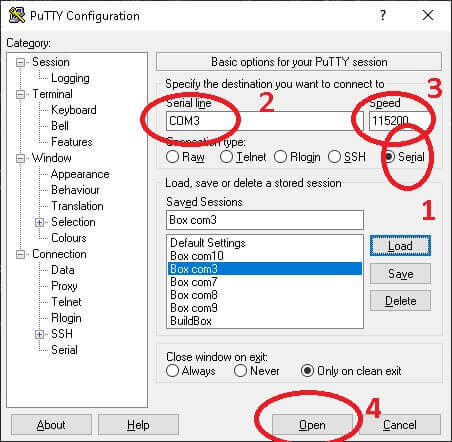 PuTTY Configuration
Category:
Session
Logging
Terminal
Keyboard
Bell
Features
Window
Appearance
Behaviour
Translation
Selection
Colours
Connection
Data
Proxy
Telnet
Rlogin
SSH
Serial
Basic options for your PuTTY session
Specify the destination you want to connect to
3
Serial line 2 Speed
COM3 115200
Connection type:
Raw Telnet Rlogin SSH Serial
1
Load, save or delete a stored session
Saved Sessions
Box com3
Default Settings
Box com10
Box com3
Box com7
Box com8
Box com9
BuildBox
Load
Save
Delete
Close window on exit:
Always Never Only on clean exit
4
About Help Open Cancel